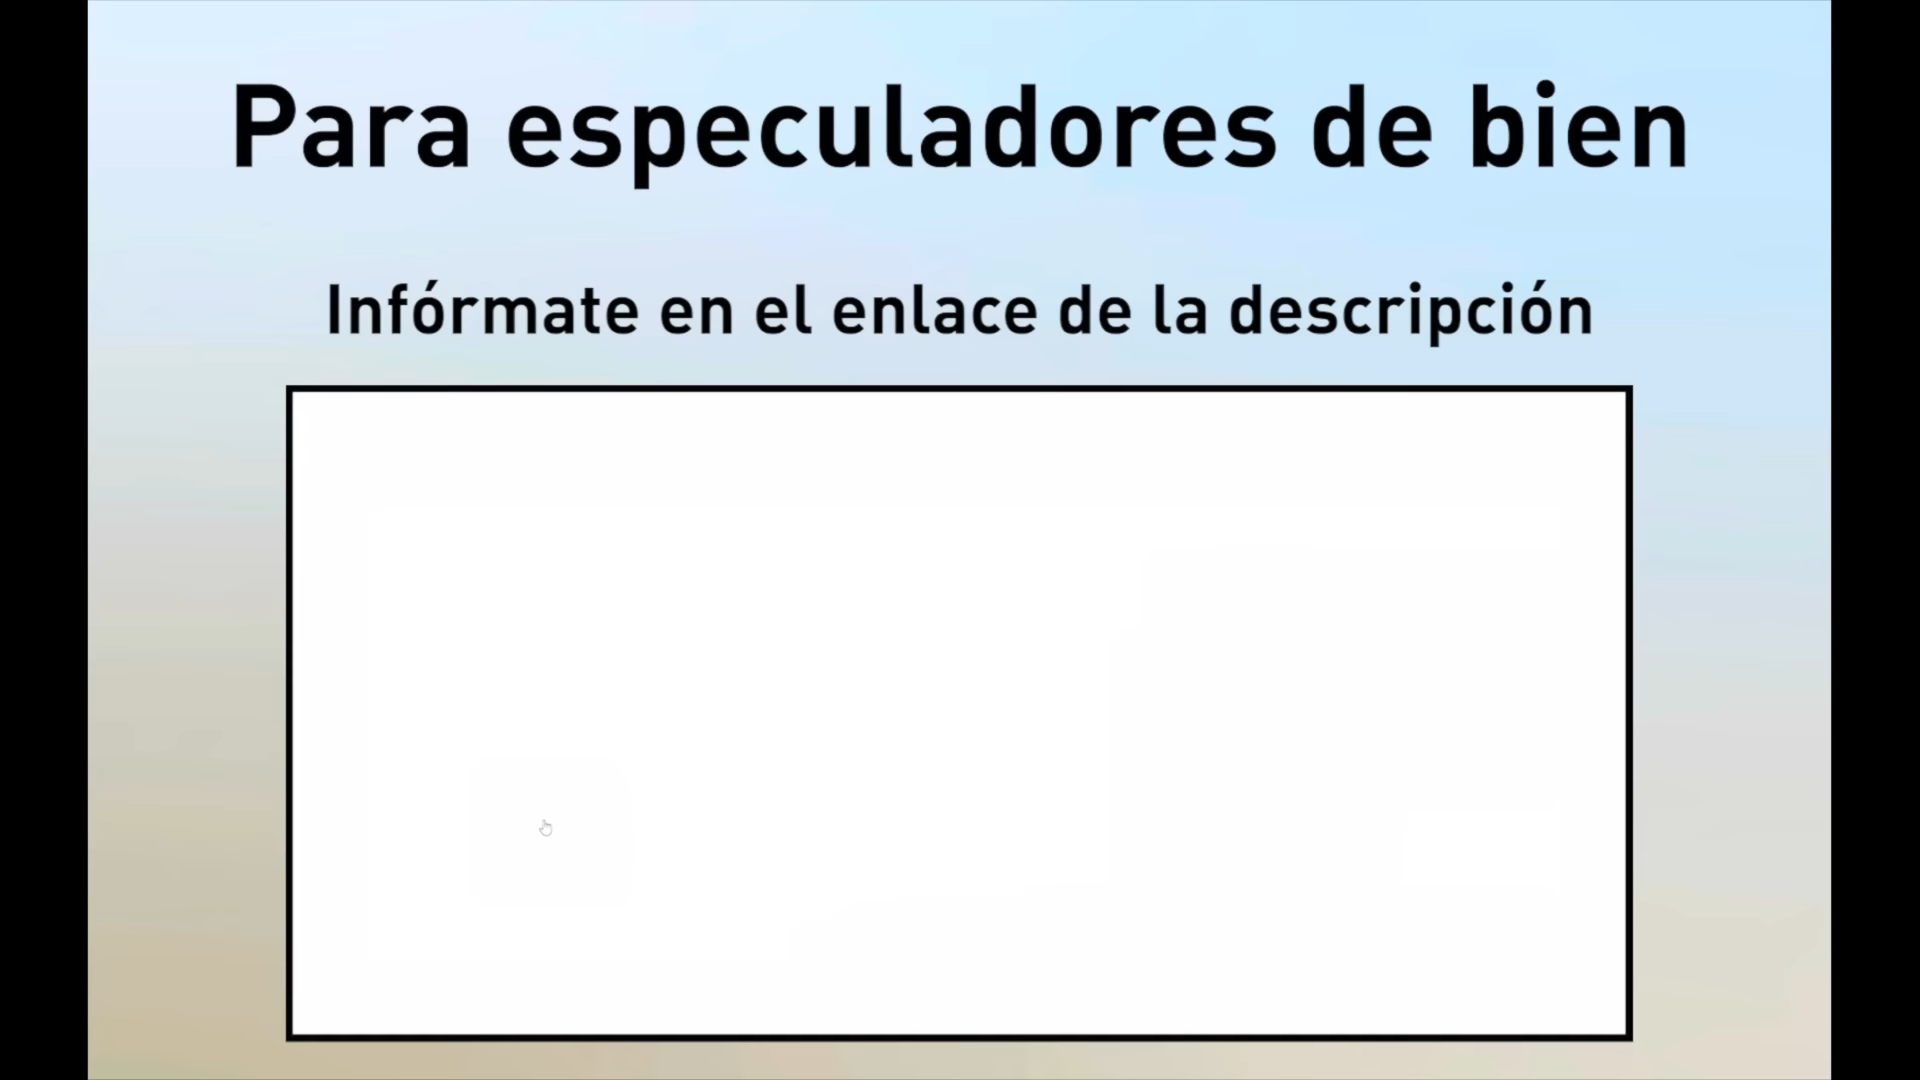 Para especuladores de bien
Infórmate en el enlace de la descripción